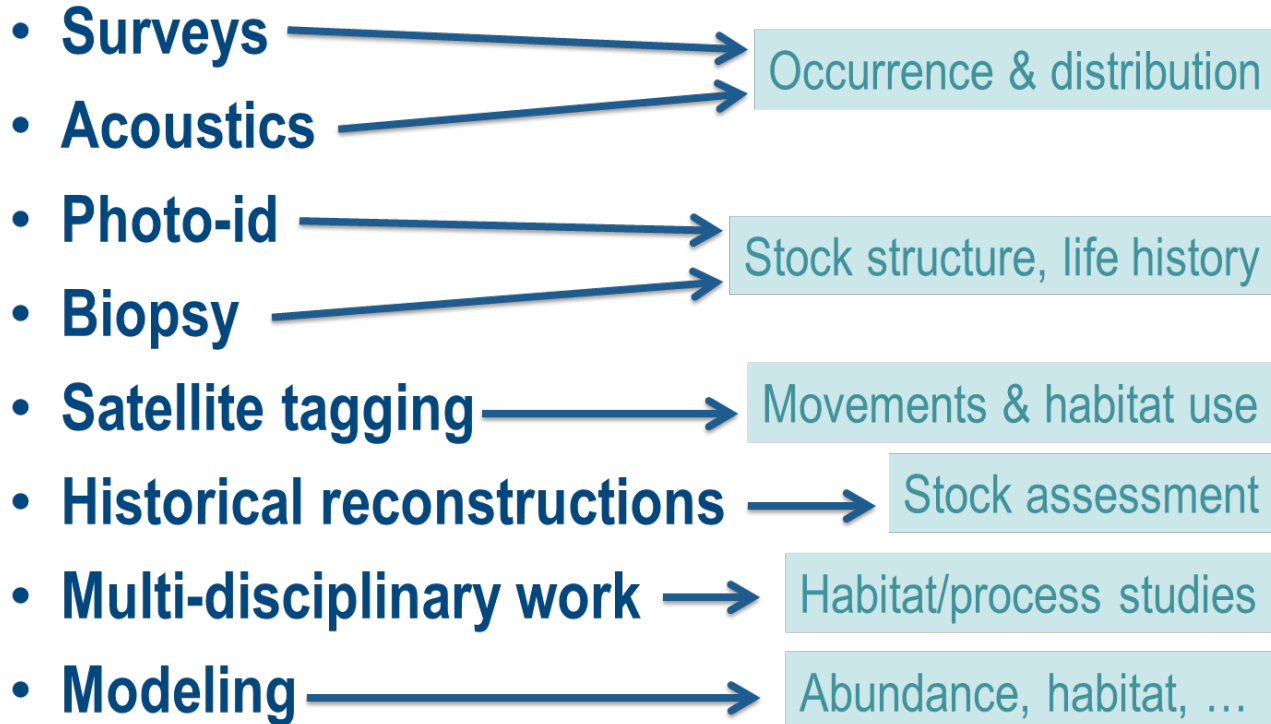 • Surveys
Occurrence & distribution
• Acoustics
• Photo-id
Stock structure, life history
• Biopsy
• Satellite tagging
Movements & habitat use
• Historical reconstructions
Stock assessment
• Multi-disciplinary work
Habitat/process studies
• Modeling
Abundance, habitat, …